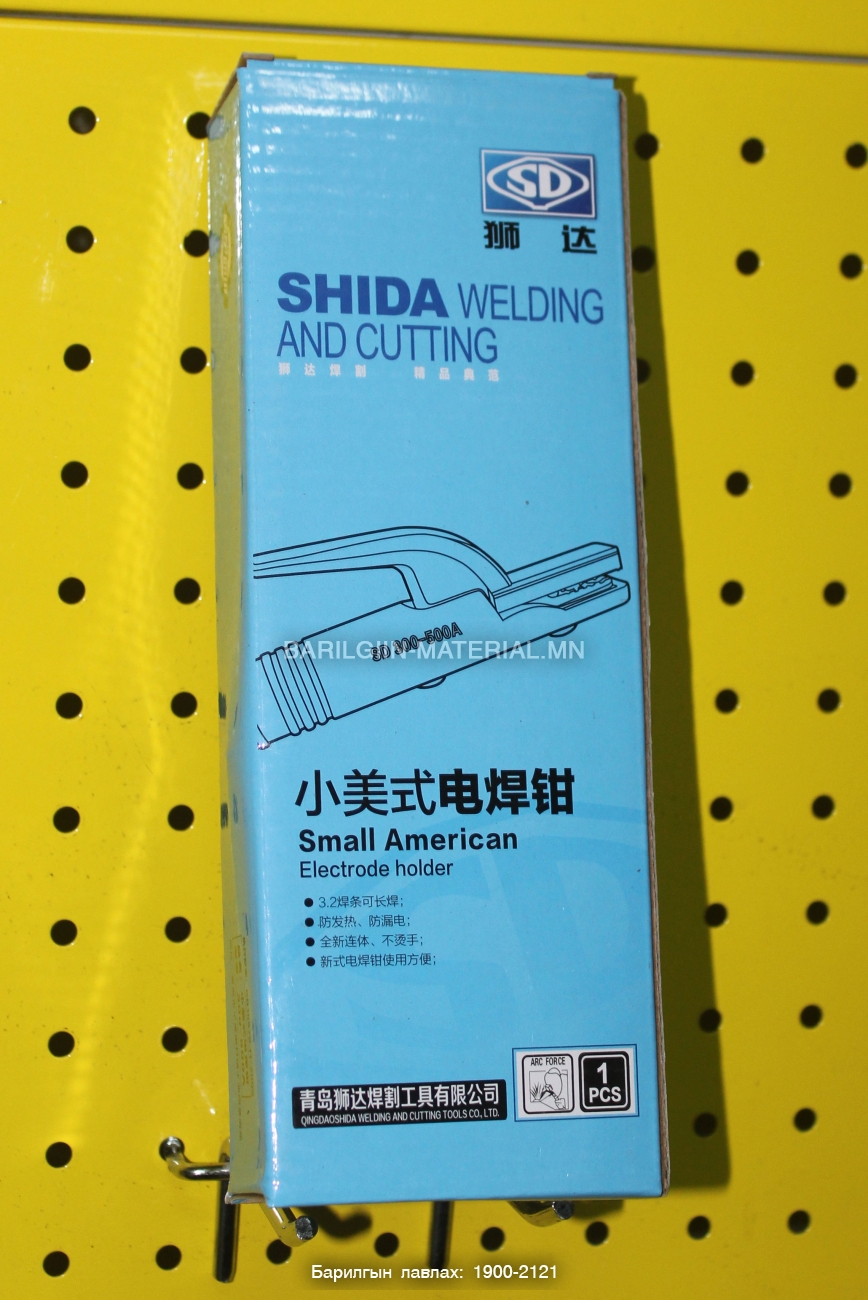 SD
狮 达
SHIDA WELDING
AND CUTTING
狮达焊割 精品典范
SD 300-500A
BARILGIIN-MATERIAL.MN
小美式电焊钳
Small American
Electrode holder
● 3.2焊条可长焊；
● 防发热、防漏电；
● 全新连体、不烫手；
● 新式电焊钳使用方便；
ARC FORCE
1
PCS
青岛狮达焊割工具有限公司
QINGDAOSHIDA WELDING AND CUTTING TOOLS CO., LTD.
Барилгын лавлах: 1900-2121